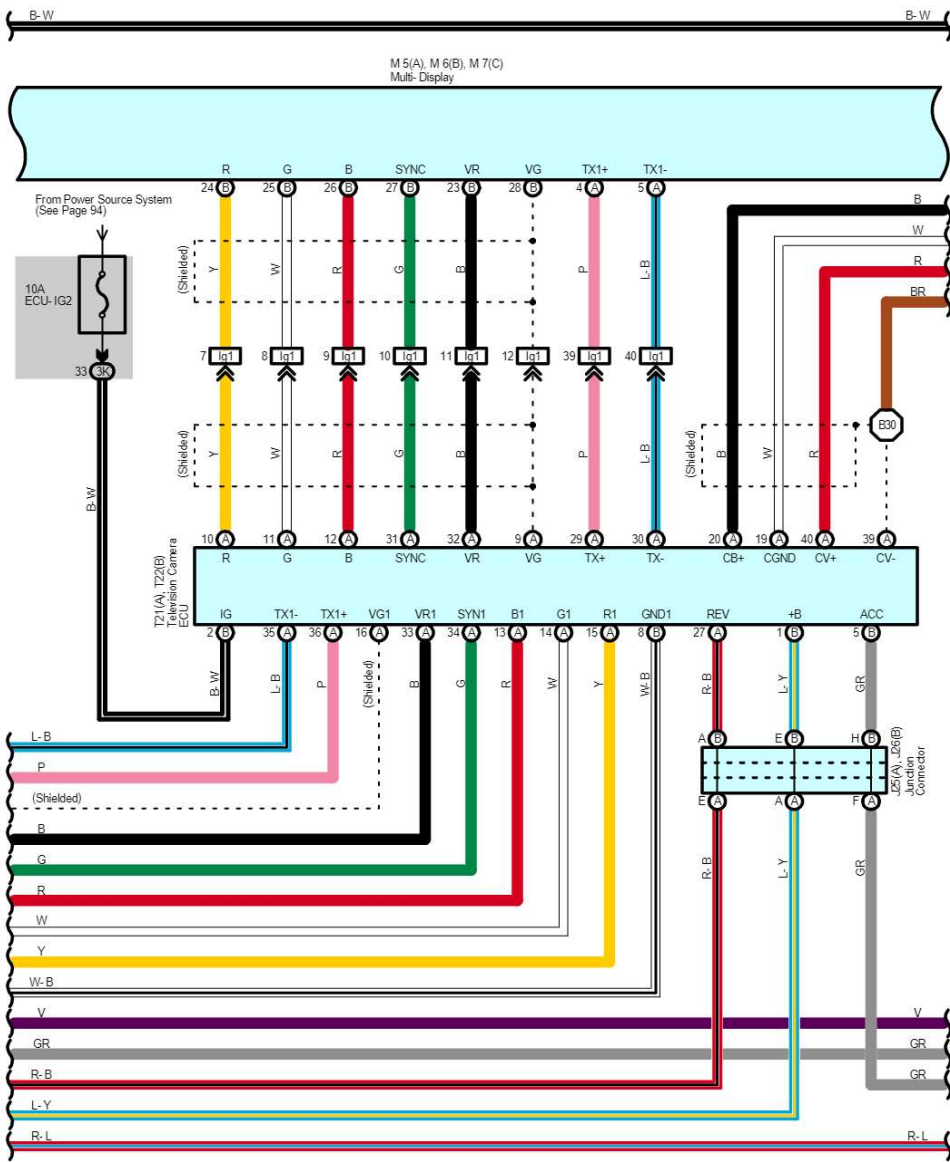 B- W B- W
M 5(A), M 6(B), M 7(C)
Multi- Display
R G B SYNC VR VG TX1+ TX1-
24 B 25 B 26 B 27 B 23 B 28 B 4 A 5 A
From Power Source System
(See Page 94)
B
W
R
BR
(Shielded) Y W R G B P L- B
10A
ECU- IG2
7 Ig1 8 Ig1 9 Ig1 10 Ig1 11 Ig1 12 Ig1 39 Ig1 40 Ig1
33 3K
B30
(Shielded) Y W R G B P L- B (Shielded) B W R
B- W
10 A 11 A 12 A 31 A 32 A 9 A 29 A 30 A 20 A 19 A 40 A 39 A
R G B SYNC VR VG TX+ TX- CB+ CGND CV+ CV-
T21(A), T22(B)
Television Camera
ECU
IG TX1- TX1+ VG1 VR1 SYN1 B1 G1 R1 GND1 REV +B ACC
2 B 35 A 36 A 16 A 33 A 34 A 13 A 14 A 15 A 8 B 27 A 1 B 5 B
B- W L- B P (Shielded) B G R W Y W- B R- B L- Y GR
L- B
A B E B H B
J25(A), J26(B)
Junction
Connector
P
(Shielded)
E A A A F A
B
G
R- B L- Y GR
R
W
Y
W- B
V V
GR GR
R- B GR
L- Y
R- L R- L